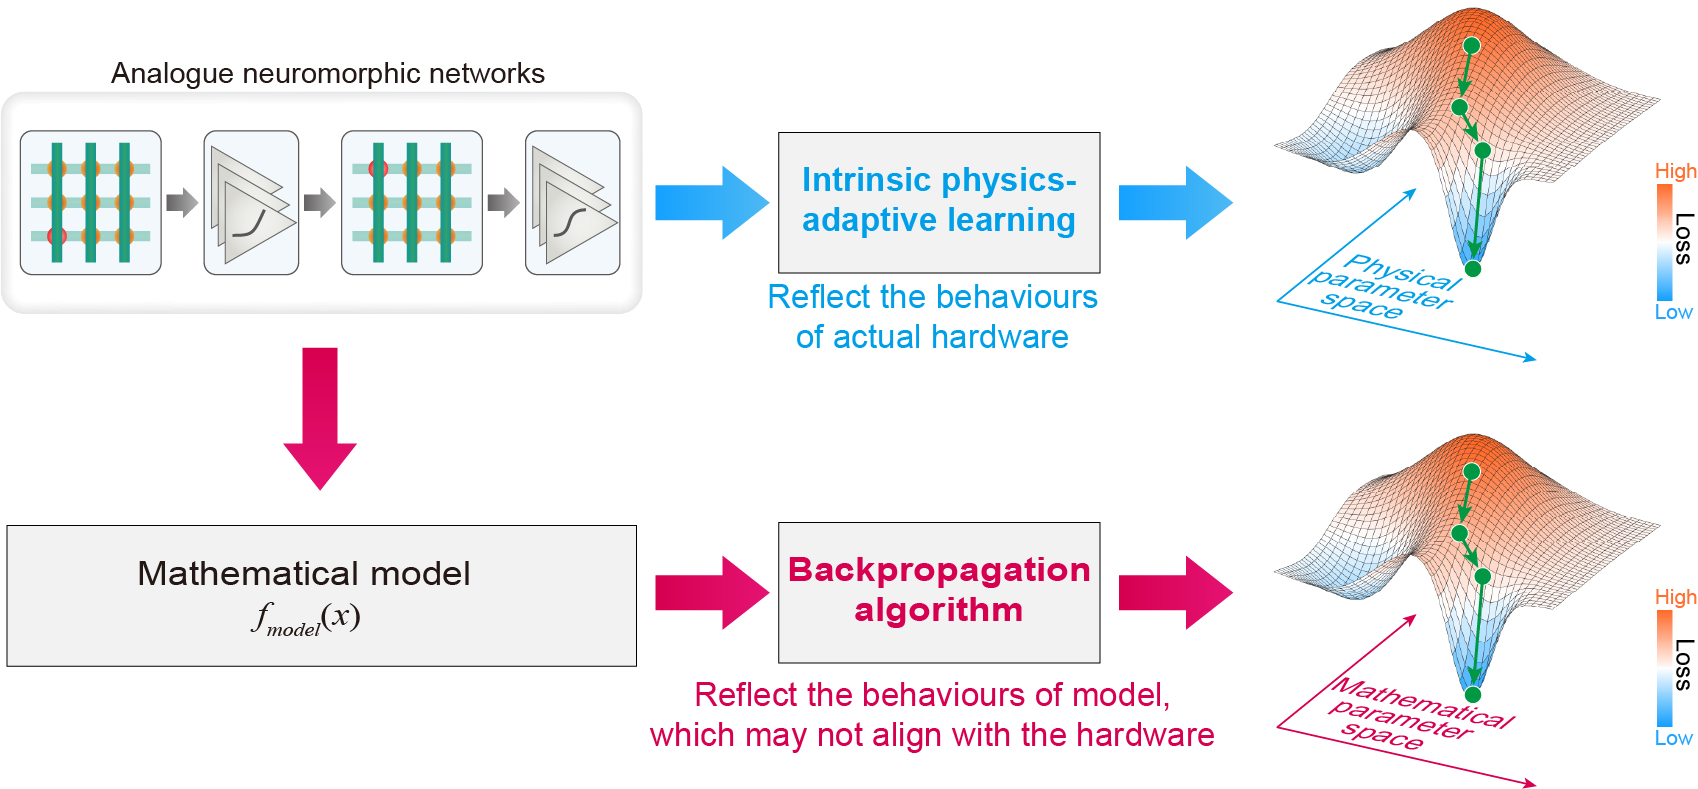 Analogue neuromorphic networks
Intrinsic physics-
adaptive learning
Reflect the behaviours
of actual hardware
Physical
parameter
space
High
Loss
Low
Mathematical model
f_model(x)
Backpropagation
algorithm
Reflect the behaviours of model,
which may not align with the hardware
Mathematical
parameter
space
High
Loss
Low